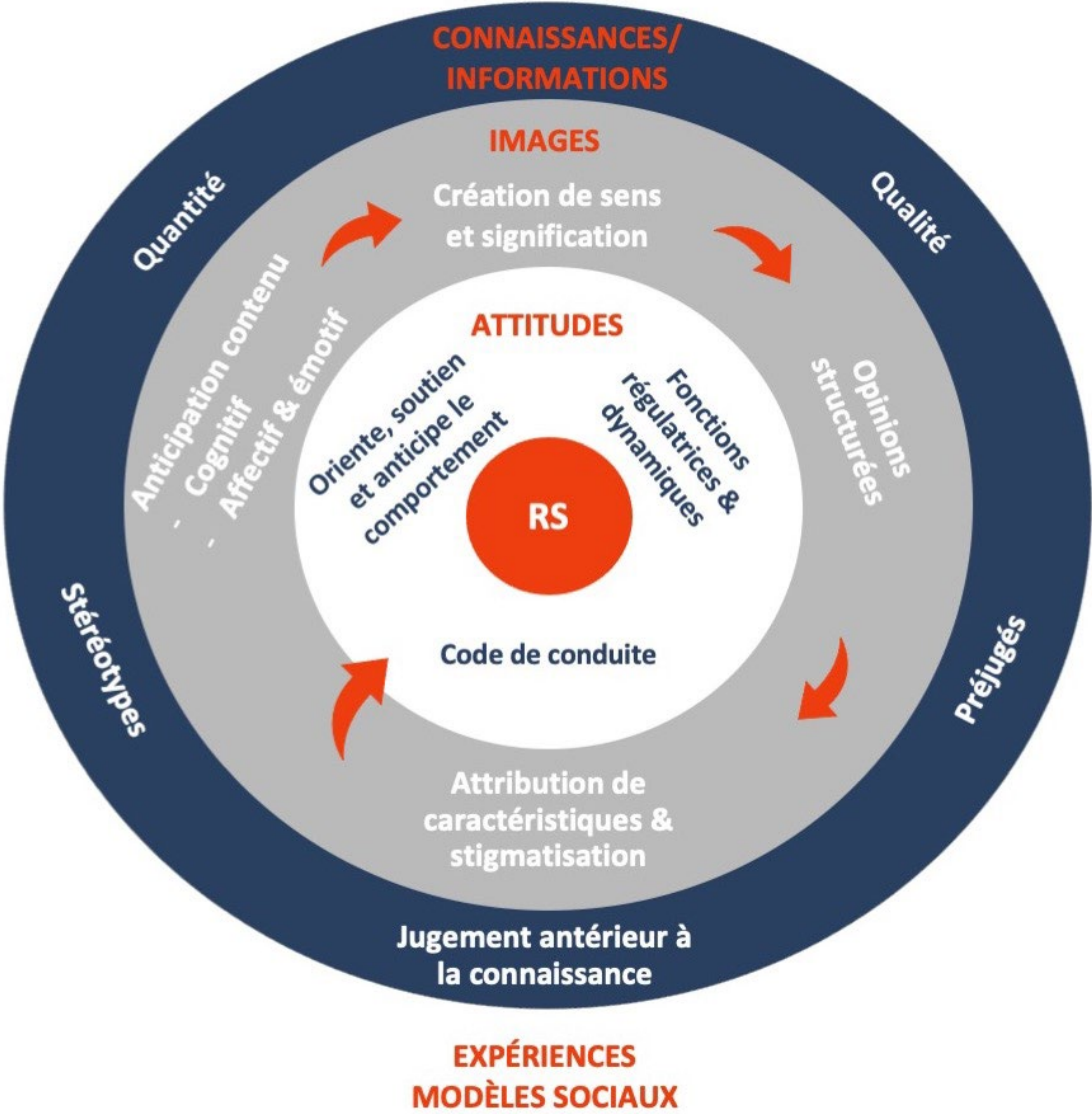 CONNAISSANCES/
INFORMATIONS
Quantité
Qualité
IMAGES
Création de sens
et signification
Anticipation contenu
- Cognitif
- Affectif & émotif
Opinions
structurées
ATTITUDES
Oriente, soutien
et anticipe le
comportement
Fonctions
régulatrices &
dynamiques
RS
Code de conduite
Stéréotypes
Préjugés
Attribution de
caractéristiques &
stigmatisation
Jugement antérieur à
la connaissance
EXPÉRIENCES
MODÈLES SOCIAUX